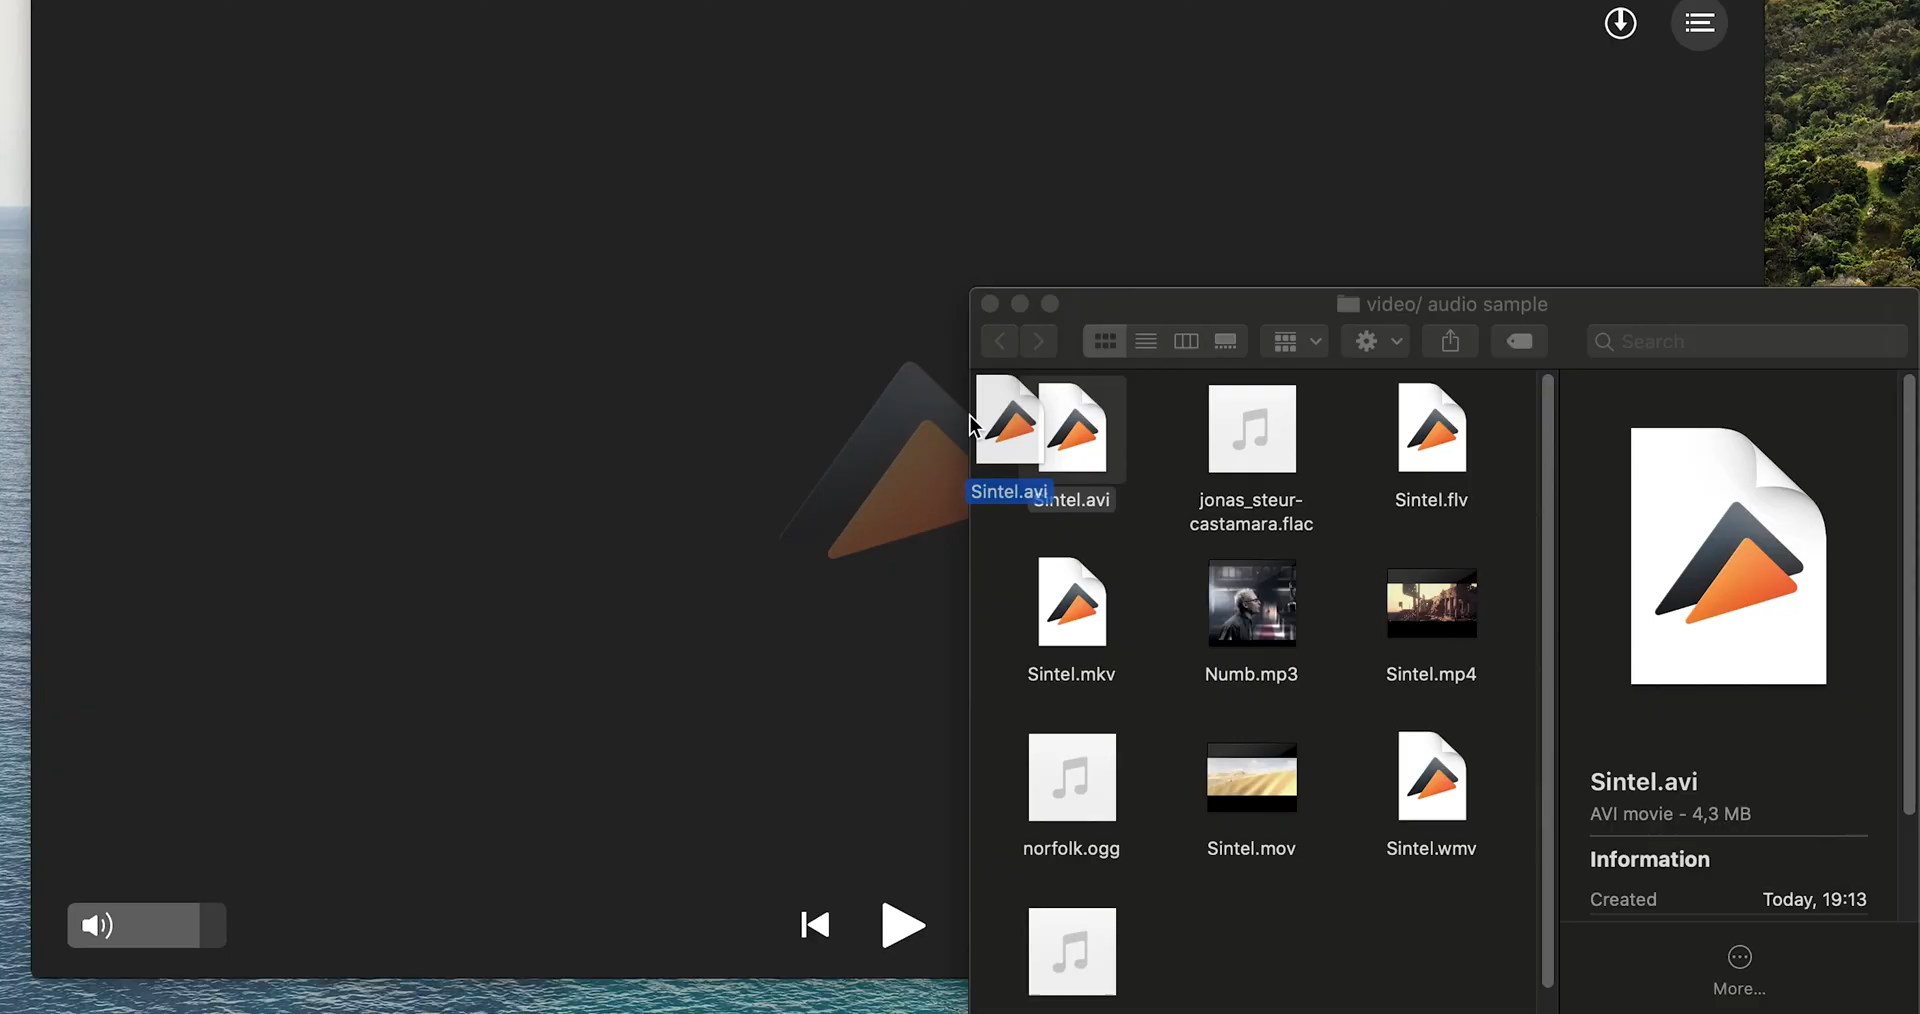 video/ audio sample
Search
Sintel.avi
Sintel.avi
jonas_steur-
castamara.flac
Sintel.flv
Sintel.mkv
Numb.mp3
Sintel.mp4
norfolk.ogg
Sintel.mov
Sintel.wmv
Sintel.avi
AVI movie - 4,3 MB
Information
Created
Today, 19:13
More...